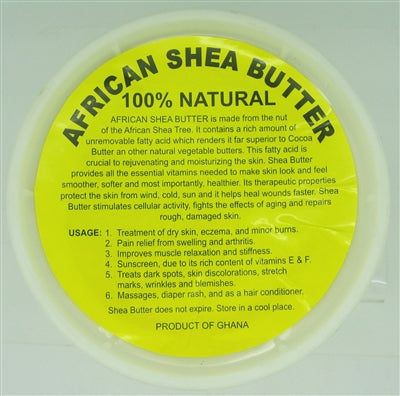 AFRICAN SHEA BUTTER
100% NATURAL
AFRICAN SHEA BUTTER is made from the nut
of the African Shea Tree. It contains a rich amount of
unremovable fatty acid which renders it far superior to Cocoa
Butter an other natural vegetable butters. This fatty acid is
crucial to rejuvenating and moisturizing the skin. Shea Butter
provides all the essential vitamins needed to make skin look and feel
smoother, softer and most importantly, healthier. Its therapeutic properties
protect the skin from wind, cold, sun and it helps heal wounds faster. Shea
Butter stimulates cellular activity, fights the effects of aging and repairs
rough, damaged skin.
USAGE: 1. Treatment of dry skin, eczema, and minor burns.
2. Pain relief from swelling and arthritis.
3. Improves muscle relaxation and stiffness.
4. Sunscreen, due to its rich content of vitamins E & F.
5. Treats dark spots, skin discolorations, stretch
marks, wrinkles and blemishes.
6. Massages, diaper rash, and as a hair conditioner.
Shea Butter does not expire. Store in a cool place.
PRODUCT OF GHANA